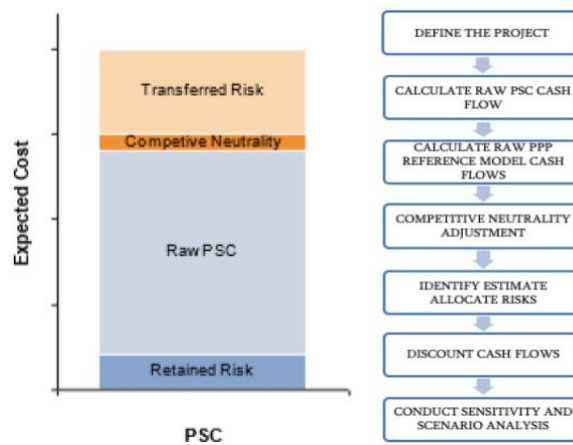 Expected Cost
Transferred Risk
Competive Neutrality
Raw PSC
Retained Risk
PSC
DEFINE THE PROJECT
CALCULATE RAW PSC CASH
FLOW
CALCULATE RAW PPP
REFERENCE MODEL CASH
FLOWS
COMPETITIVE NEUTRALITY
ADJUSTMENT
IDENTIFY ESTIMATE
ALLOCATE RISKS
DISCOUNT CASH FLOWS
CONDUCT SENSITIVITY AND
SCENARIO ANALYSIS